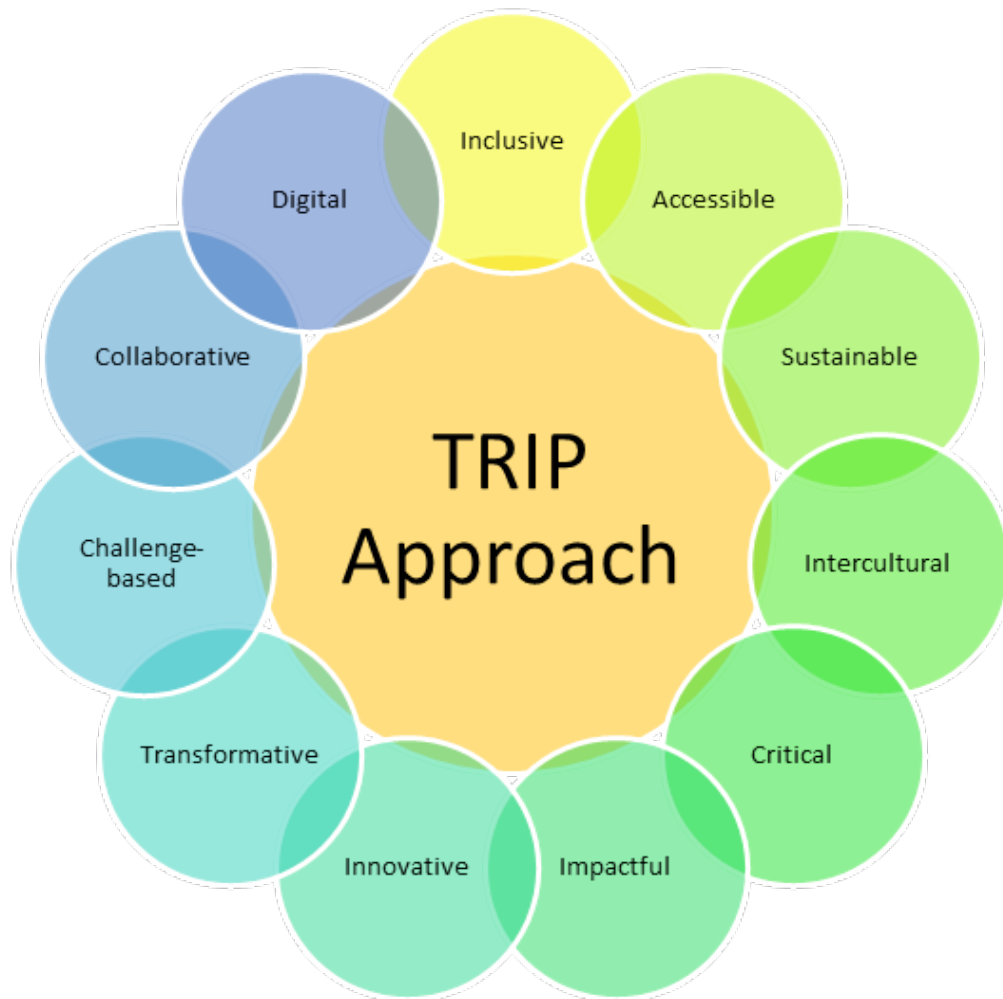 Inclusive
Accessible
Sustainable
Intercultural
Critical
Impactful
Innovative
Transformative
Challenge-
based
Collaborative
Digital
TRIP
Approach